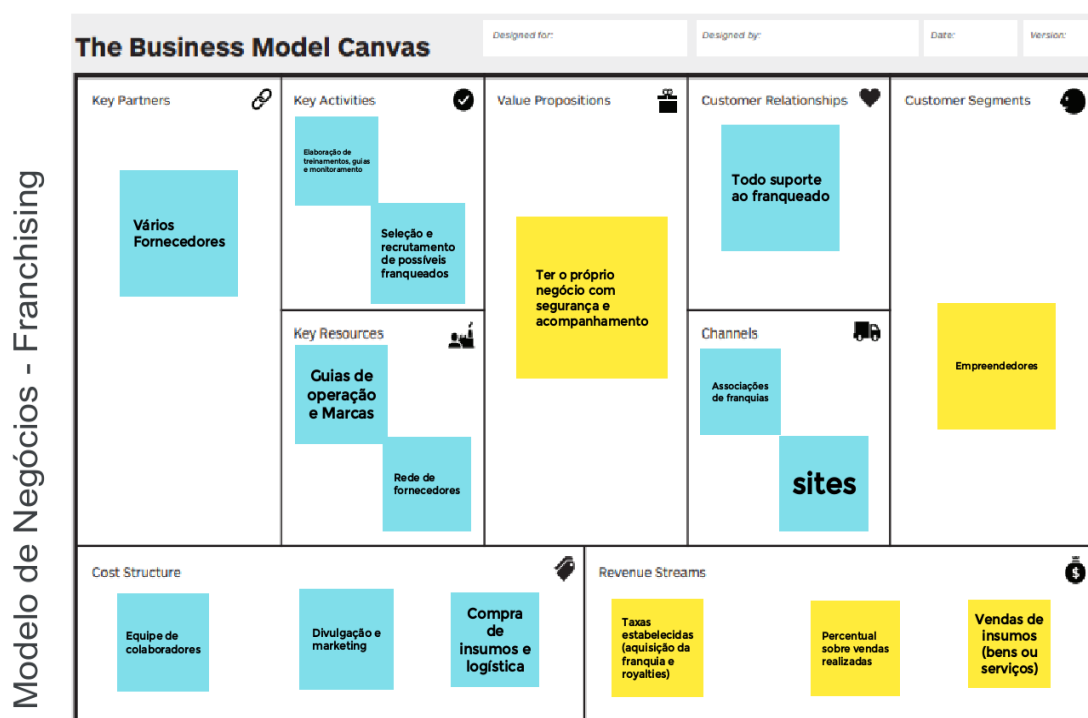 Modelo de Negócios - Franchising
The Business Model Canvas
Designed for:
Designed by:
Date:
Version:
Key Partners
Vários
Fornecedores
Key Activities
Elaboração de
treinamentos, guias
e monitoramento
Seleção e
recrutamento
de possíveis
franqueados
Key Resources
Guias de
operação
e Marcas
Rede de
fornecedores
Value Propositions
Ter o próprio
negócio com
segurança e
acompanhamento
Customer Relationships
Todo suporte
ao franqueado
Channels
Associações
de franquias
sites
Customer Segments
Empreendedores
Cost Structure
Equipe de
colaboradores
Divulgação e
marketing
Compra
de
insumos e
logística
Revenue Streams
Taxas
estabelecidas
(aquisição da
franquia e
royalties)
Percentual
sobre vendas
realizadas
Vendas de
insumos
(bens ou
serviços)
$